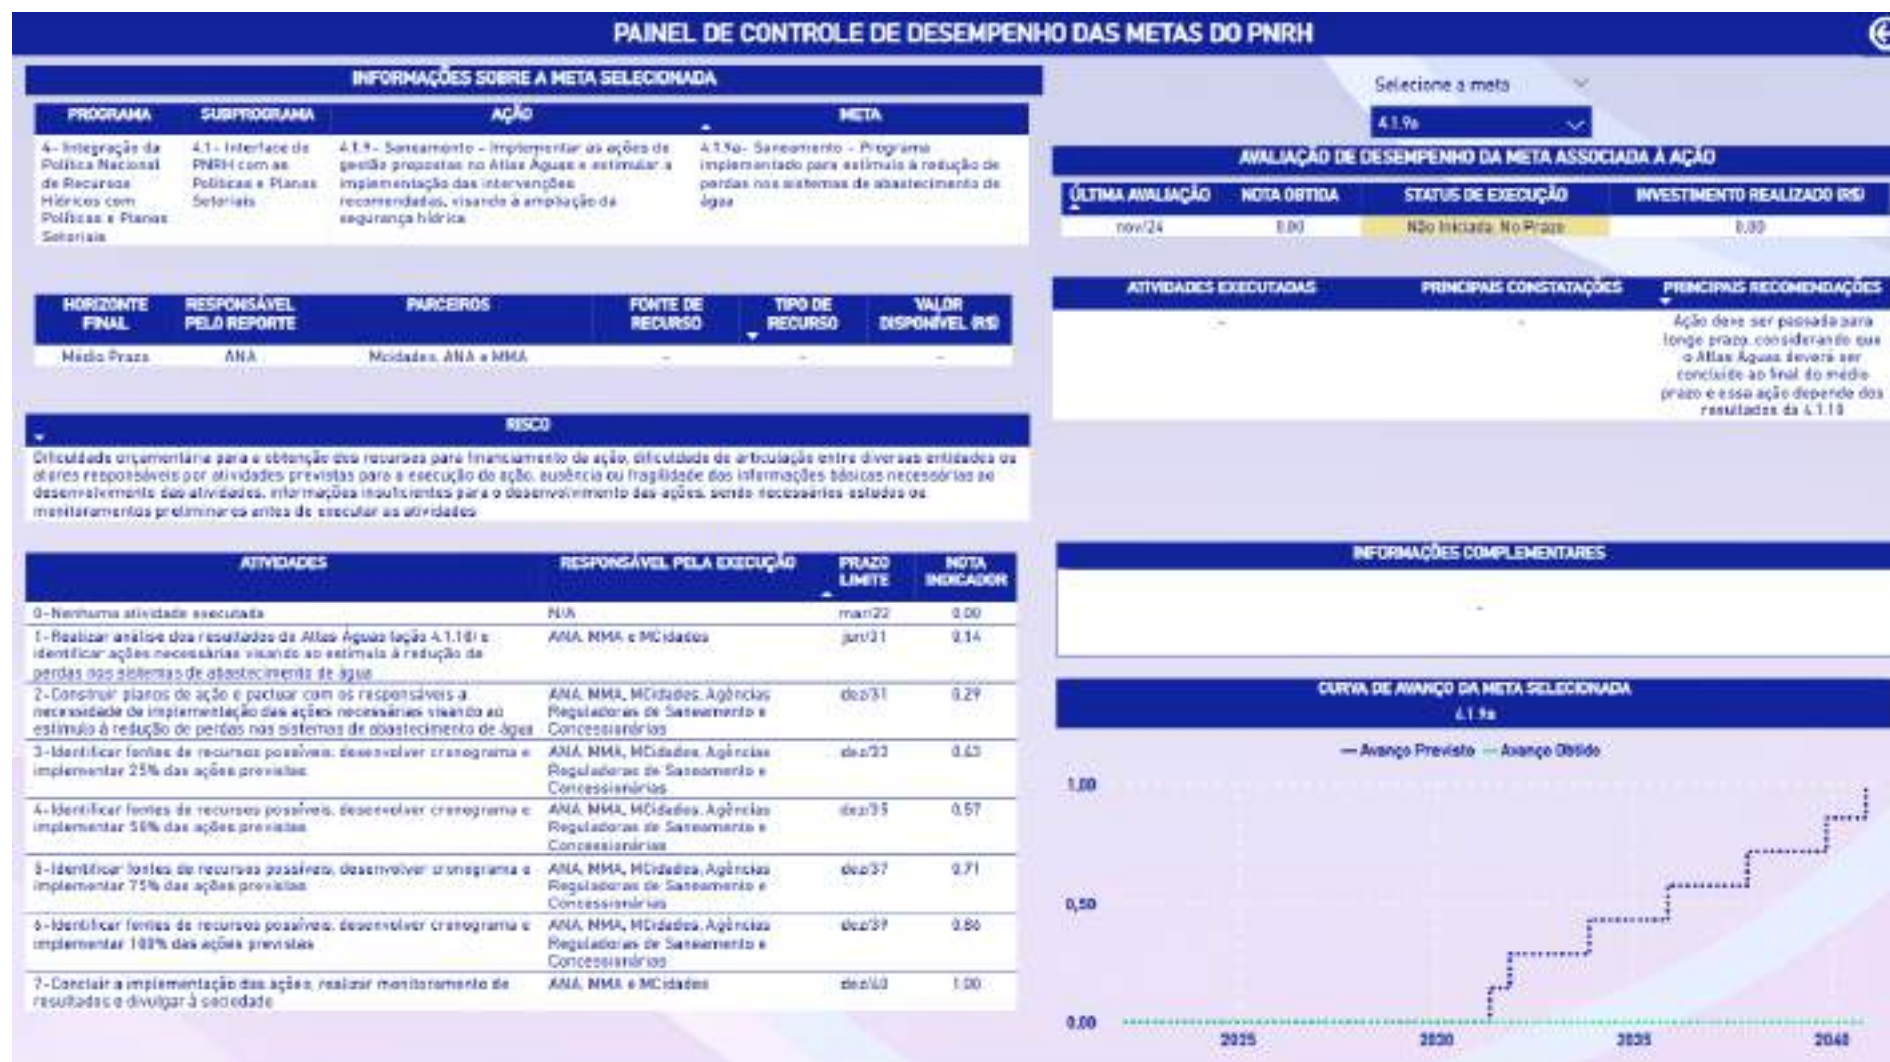 PAINEL DE CONTROLE DE DESEMPENHO DAS METAS DO PNRH
INFORMAÇÕES SOBRE A META SELECIONADA
PROGRAMA SUBPROGRAMA AÇÃO META
4- Integração da Política Nacional de Recursos Hídricos com Políticas e Planos Setoriais
4.1- Interface do PNRH com as Políticas e Planos Setoriais
4.1.9- Saneamento - Implementar as ações de gestão propostas no Atlas Águas e estimular a implementação das intervenções recomendadas, visando à ampliação da segurança hídrica
4.1.9a- Saneamento - Programa implementado para estímulo à redução de perdas nos sistemas de abastecimento de água
HORIZONTE FINAL RESPONSÁVEL PELO REPORTE PARCEIROS FONTE DE RECURSO TIPO DE RECURSO VALOR DISPONÍVEL (R$)
Médio Prazo ANA Mcidades, ANA e MMA - - -
RISCO
Dificuldade orçamentária para a obtenção dos recursos para financiamento da ação, dificuldade de articulação entre diversas entidades ou
atores responsáveis por atividades previstas para a execução da ação, ausência ou fragilidade das informações básicas necessárias ao
desenvolvimento das atividades, informações insuficientes para o desenvolvimento das ações, sendo necessários estudos ou
monitoramentos preliminares antes de executar as atividades
ATIVIDADES RESPONSÁVEL PELA EXECUÇÃO PRAZO LIMITE NOTA INDICADOR
0-Nenhuma atividade executada N/A mar/22 0,00
1-Realizar análise dos resultados do Atlas Águas (ação 4.1.10) e identificar ações necessárias visando ao estímulo à redução de perdas nos sistemas de abastecimento de água ANA, MMA e MCidades jun/31 0,14
2-Construir planos de ação e pactuar com os responsáveis a necessidade de implementação das ações necessárias visando ao estímulo à redução de perdas nos sistemas de abastecimento de água ANA, MMA, MCidades, Agências Reguladoras de Saneamento e Concessionárias dez/31 0,29
3-Identificar fontes de recursos possíveis, desenvolver cronograma e implementar 25% das ações previstas ANA, MMA, MCidades, Agências Reguladoras de Saneamento e Concessionárias dez/33 0,43
4-Identificar fontes de recursos possíveis, desenvolver cronograma e implementar 50% das ações previstas ANA, MMA, MCidades, Agências Reguladoras de Saneamento e Concessionárias dez/35 0,57
5-Identificar fontes de recursos possíveis, desenvolver cronograma e implementar 75% das ações previstas ANA, MMA, MCidades, Agências Reguladoras de Saneamento e Concessionárias dez/37 0,71
6-Identificar fontes de recursos possíveis, desenvolver cronograma e implementar 100% das ações previstas ANA, MMA, MCidades, Agências Reguladoras de Saneamento e Concessionárias dez/39 0,86
7-Concluir a implementação das ações, realizar monitoramento de resultados e divulgar à sociedade ANA, MMA e MCidades dez/40 1,00
Selecione a meta
4.1.9a
AVALIAÇÃO DE DESEMPENHO DA META ASSOCIADA À AÇÃO
ÚLTIMA AVALIAÇÃO NOTA OBTIDA STATUS DE EXECUÇÃO INVESTIMENTO REALIZADO (R$)
nov/24 0,00 Não Iniciada, No Prazo 0,00
ATIVIDADES EXECUTADAS PRINCIPAIS CONSTATAÇÕES PRINCIPAIS RECOMENDAÇÕES
- - Ação deve ser passada para
longo prazo, considerando que
o Atlas Águas deverá ser
concluído ao final do médio
prazo e essa ação depende dos
resultados da 4.1.10
INFORMAÇÕES COMPLEMENTARES
-
CURVA DE AVANÇO DA META SELECIONADA
4.1.9a
Avanço Previsto Avanço Obtido
1,00
0,50
0,00
2025 2030 2035 2040